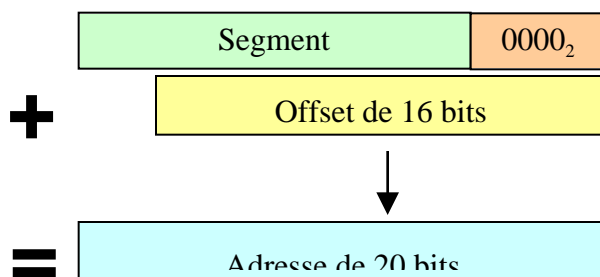 Segment 0000₂
+ Offset de 16 bits
= Adresse de 20 bits